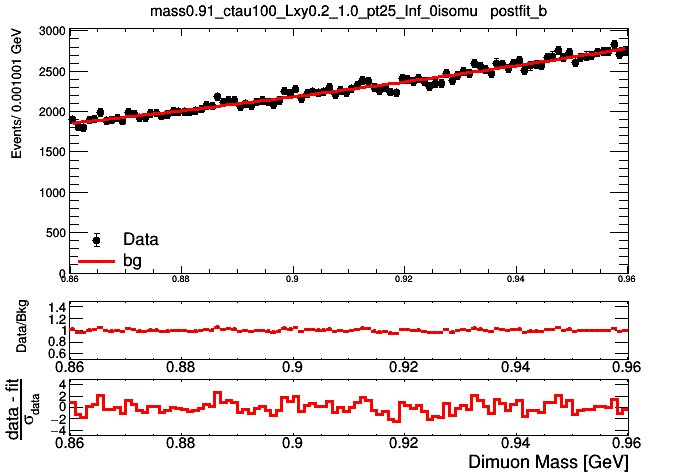 mass0.91_ctau100_Lxy0.2_1.0_pt25_Inf_0isomu postfit_b
Events/ 0.001001 GeV
3000
2500
2000
1500
1000
500
0
Data
bg
0.86 0.88 0.9 0.92 0.94 0.96
Data/Bkg
1.4
1.2
1
0.8
0.6
0.86 0.88 0.9 0.92 0.94 0.96
data - fit
σdata
4
2
0
−2
−4
0.86 0.88 0.9 0.92 0.94 0.96
Dimuon Mass [GeV]